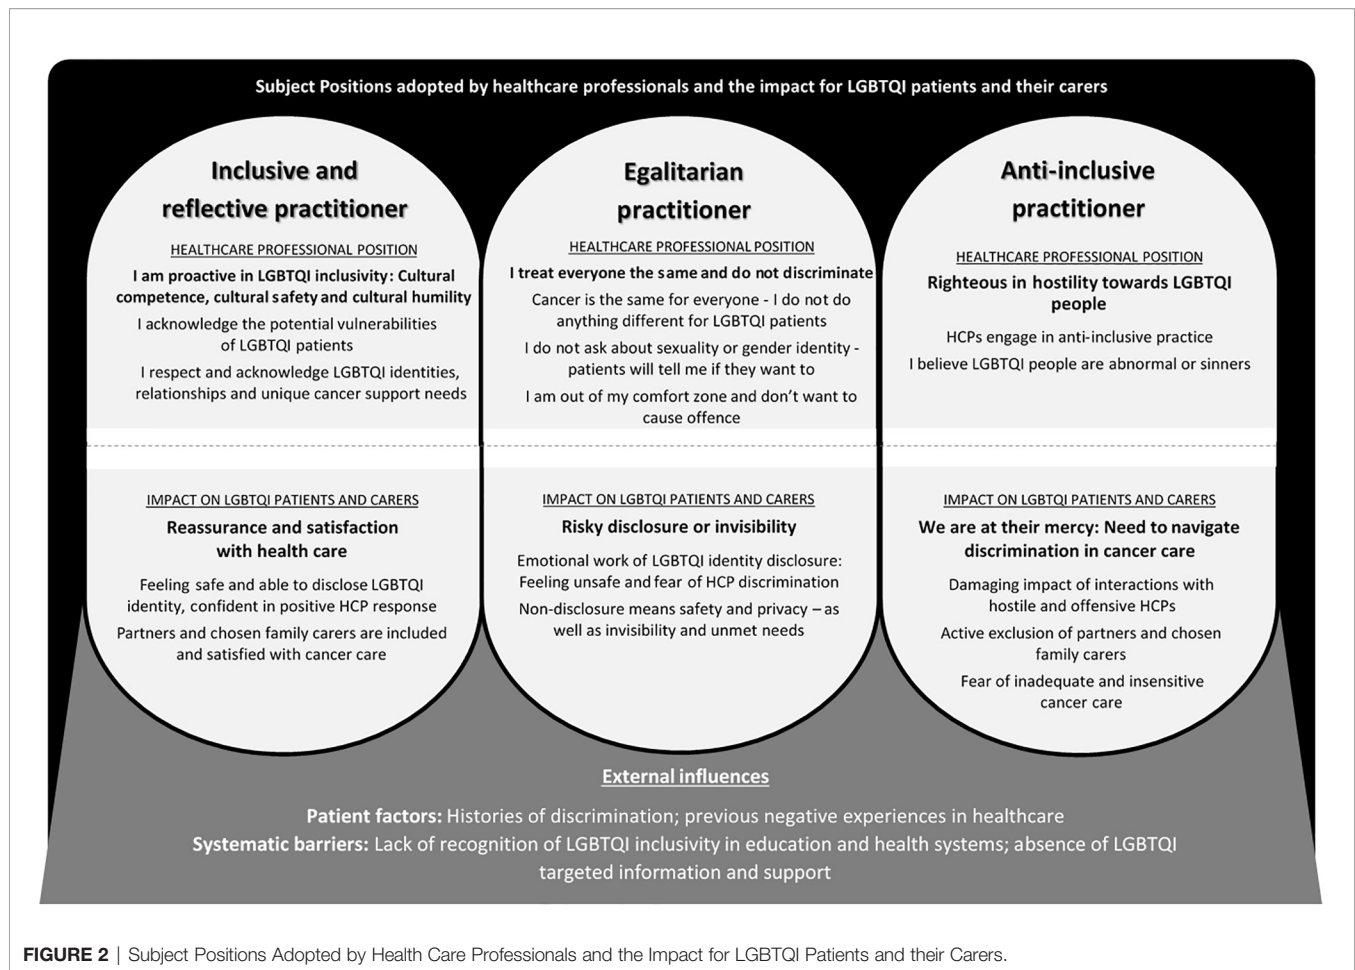 Subject Positions adopted by healthcare professionals and the impact for LGBTQI patients and their carers
Inclusive and
reflective practitioner
HEALTHCARE PROFESSIONAL POSITION
I am proactive in LGBTQI inclusivity: Cultural
competence, cultural safety and cultural humility
I acknowledge the potential vulnerabilities
of LGBTQI patients
I respect and acknowledge LGBTQI identities,
relationships and unique cancer support needs
IMPACT ON LGBTQI PATIENTS AND CARERS
Reassurance and satisfaction
with health care
Feeling safe and able to disclose LGBTQI
identity, confident in positive HCP response
Partners and chosen family carers are included
and satisfied with cancer care
Egalitarian
practitioner
HEALTHCARE PROFESSIONAL POSITION
I treat everyone the same and do not discriminate
Cancer is the same for everyone - I do not do
anything different for LGBTQI patients
I do not ask about sexuality or gender identity -
patients will tell me if they want to
I am out of my comfort zone and don't want to
cause offence
IMPACT ON LGBTQI PATIENTS AND CARERS
Risky disclosure or invisibility
Emotional work of LGBTQI identity disclosure:
Feeling unsafe and fear of HCP discrimination
Non-disclosure means safety and privacy – as
well as invisibility and unmet needs
Anti-inclusive
practitioner
HEALTHCARE PROFESSIONAL POSITION
Righteous in hostility towards LGBTQI
people
HCPs engage in anti-inclusive practice
I believe LGBTQI people are abnormal or sinners
IMPACT ON LGBTQI PATIENTS AND CARERS
We are at their mercy: Need to navigate
discrimination in cancer care
Damaging impact of interactions with
hostile and offensive HCPs
Active exclusion of partners and chosen
family carers
Fear of inadequate and insensitive
cancer care
External influences
Patient factors: Histories of discrimination; previous negative experiences in healthcare
Systematic barriers: Lack of recognition of LGBTQI inclusivity in education and health systems; absence of LGBTQI
targeted information and support
FIGURE 2 | Subject Positions Adopted by Health Care Professionals and the Impact for LGBTQI Patients and their Carers.